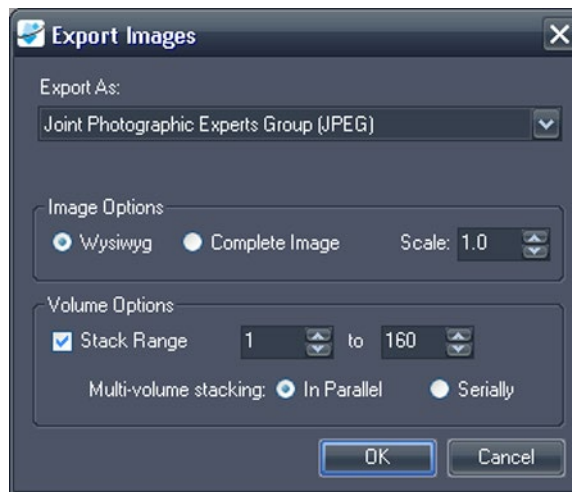 Export Images
Export As:
Joint Photographic Experts Group (JPEG)
Image Options
Wysiwyg Complete Image Scale: 1.0
Volume Options
Stack Range 1 to 160
Multi-volume stacking: In Parallel Serially
OK Cancel